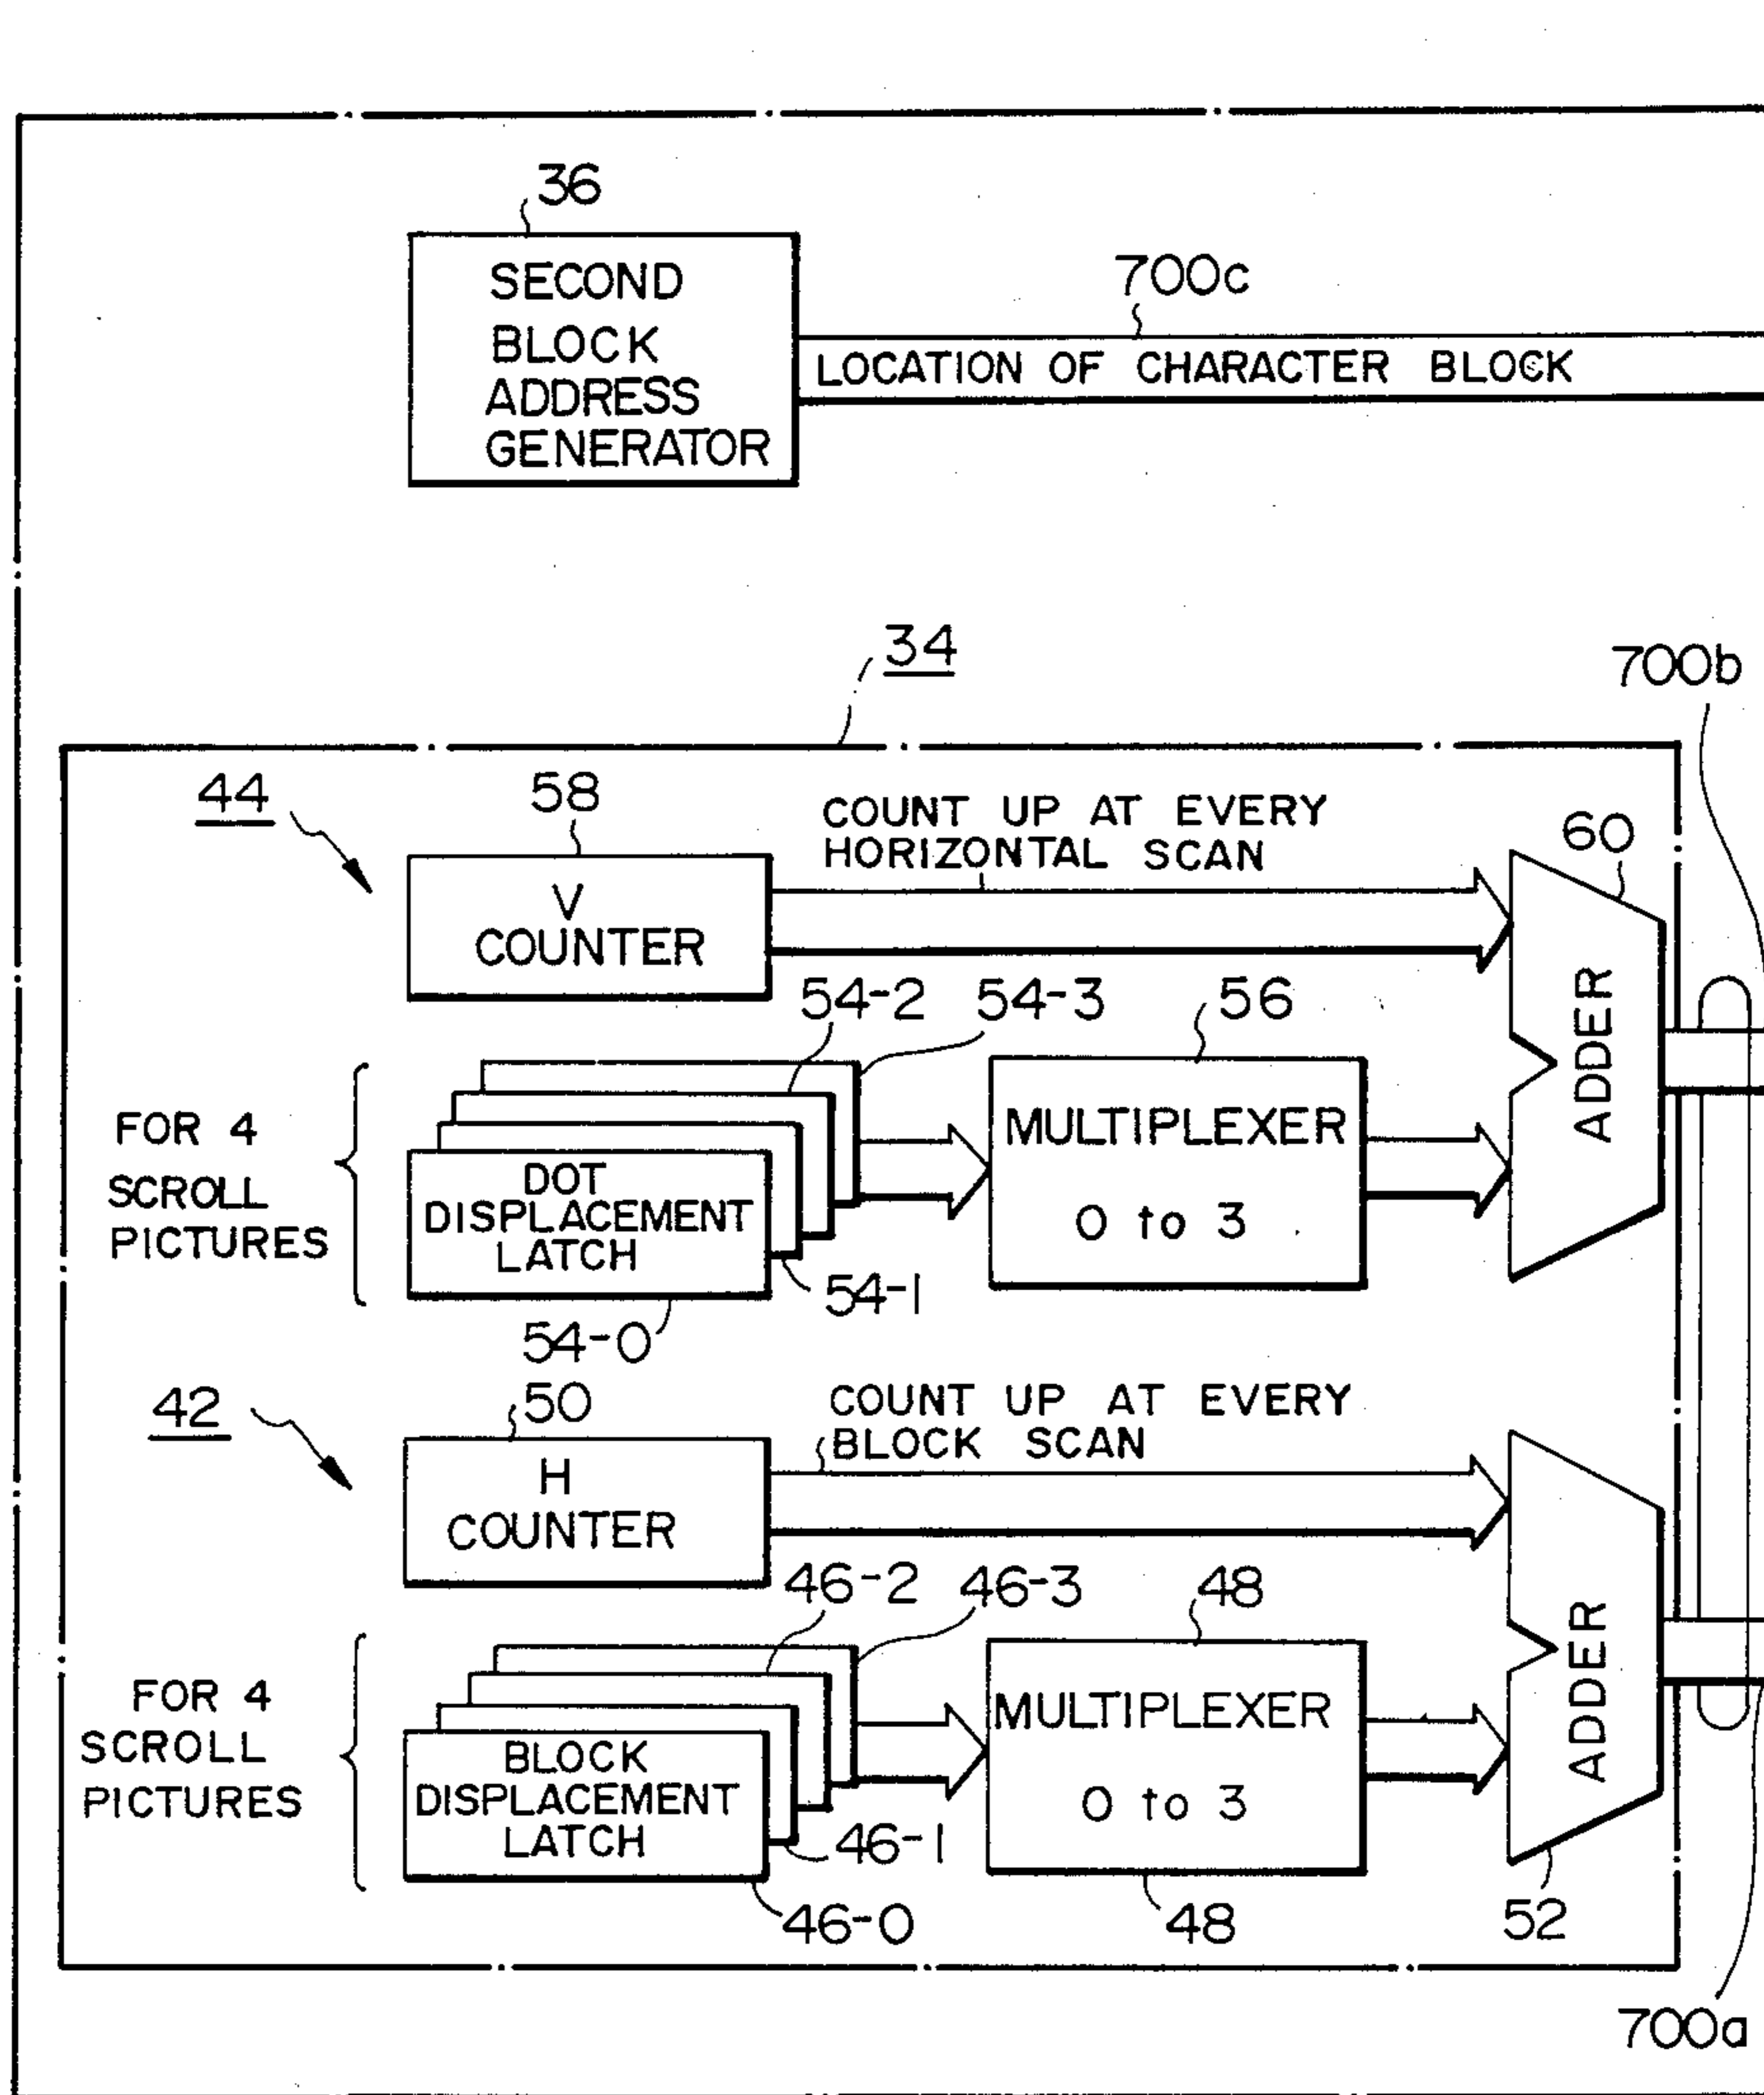 36
SECOND
BLOCK
ADDRESS
GENERATOR
700c
LOCATION OF CHARACTER BLOCK
34
700b
44
58
V
COUNTER
COUNT UP AT EVERY
HORIZONTAL SCAN
60
ADDER
54-2
54-3
56
FOR 4
SCROLL
PICTURES
DOT
DISPLACEMENT
LATCH
MULTIPLEXER
0 to 3
54-1
54-0
42
50
H
COUNTER
COUNT UP AT EVERY
BLOCK SCAN
46-2
46-3
48
ADDER
FOR 4
SCROLL
PICTURES
BLOCK
DISPLACEMENT
LATCH
MULTIPLEXER
0 to 3
46-1
46-0
48
52
700a